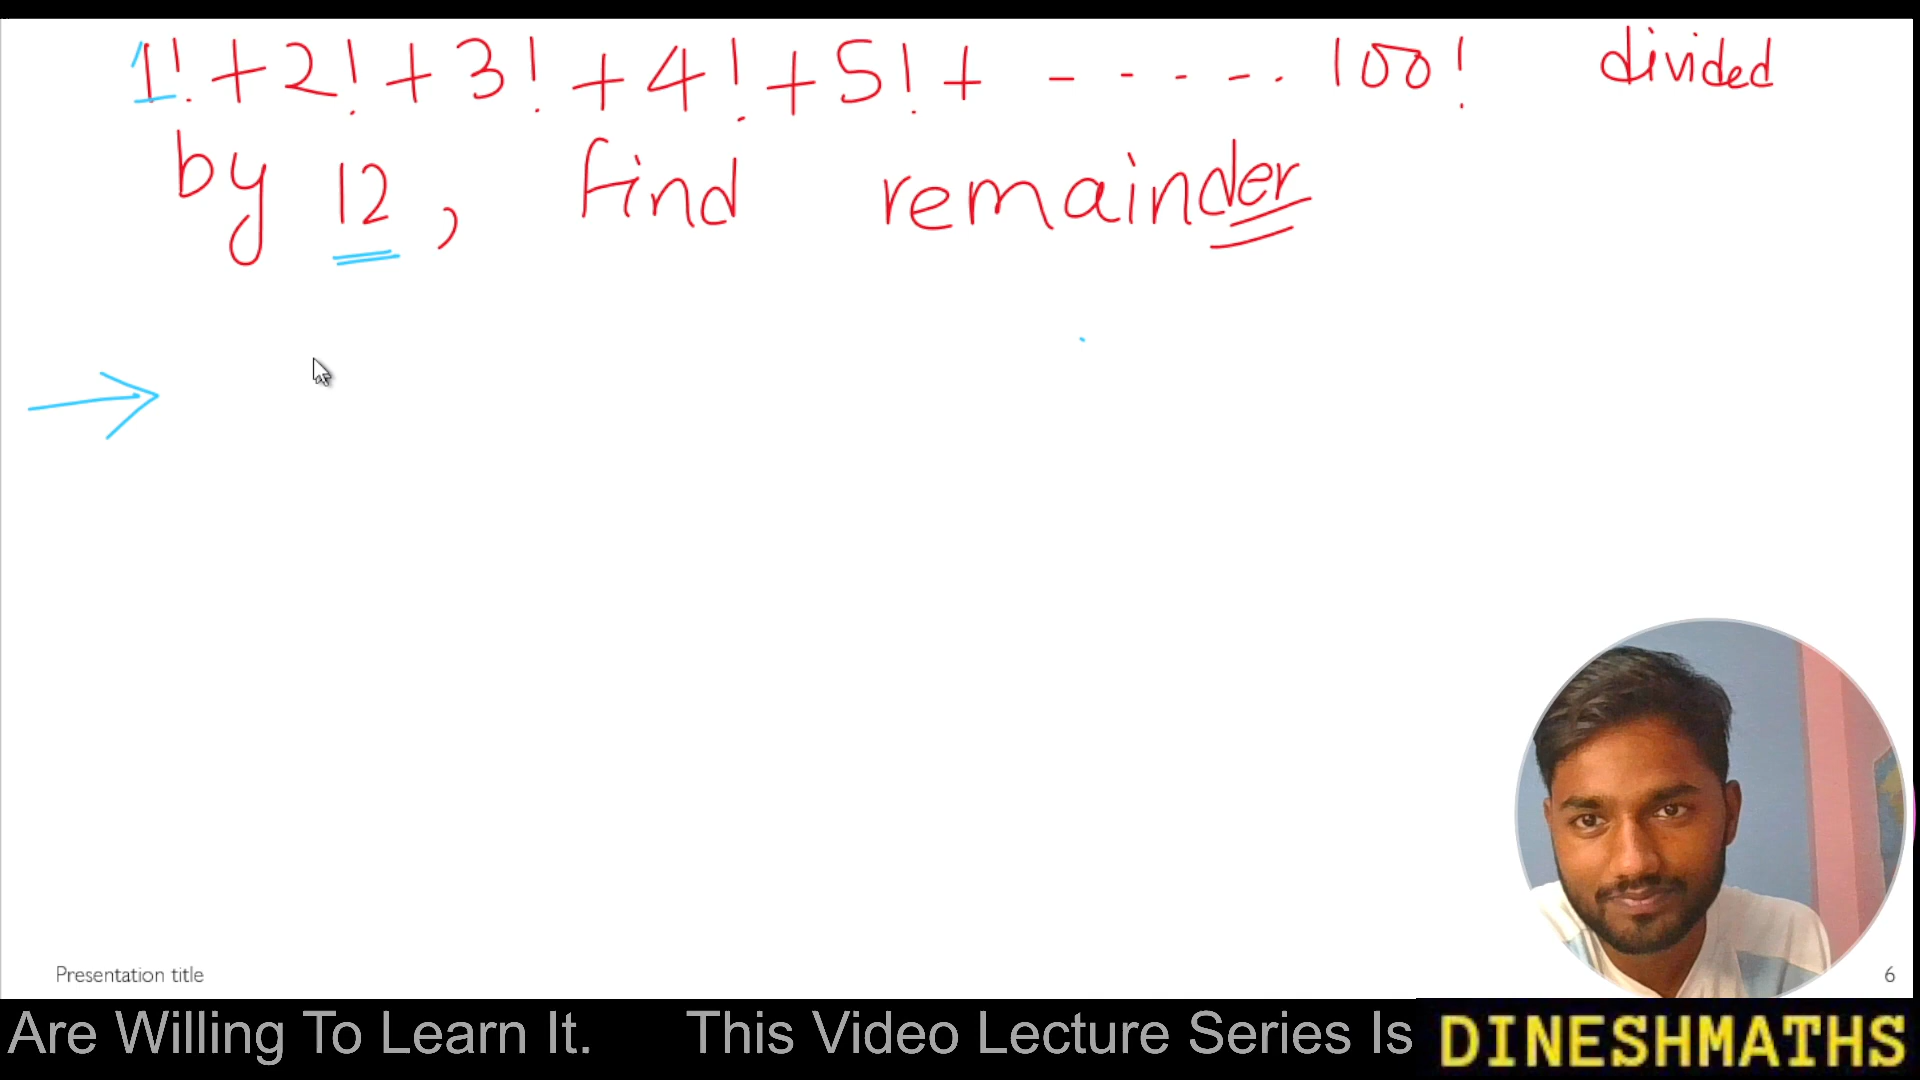 1! + 2! + 3! + 4! + 5! + - - - - - . 100! divided
by 12, find remainder
Presentation title
6
Are Willing To Learn It. This Video Lecture Series Is
DINESHMATHS